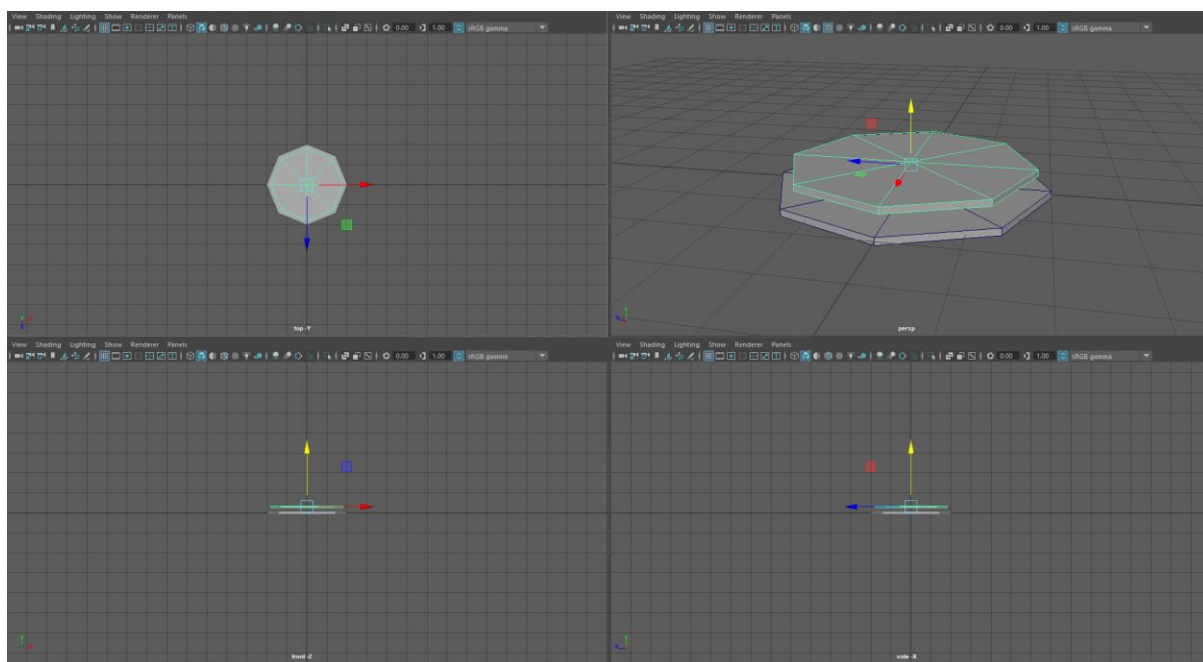 View Shading Lighting Show Renderer Panels
0.00 1.00 sRGB gamma
top -Y
View Shading Lighting Show Renderer Panels
0.00 1.00 sRGB gamma
persp
View Shading Lighting Show Renderer Panels
0.00 1.00 sRGB gamma
front -Z
View Shading Lighting Show Renderer Panels
0.00 1.00 sRGB gamma
side -X